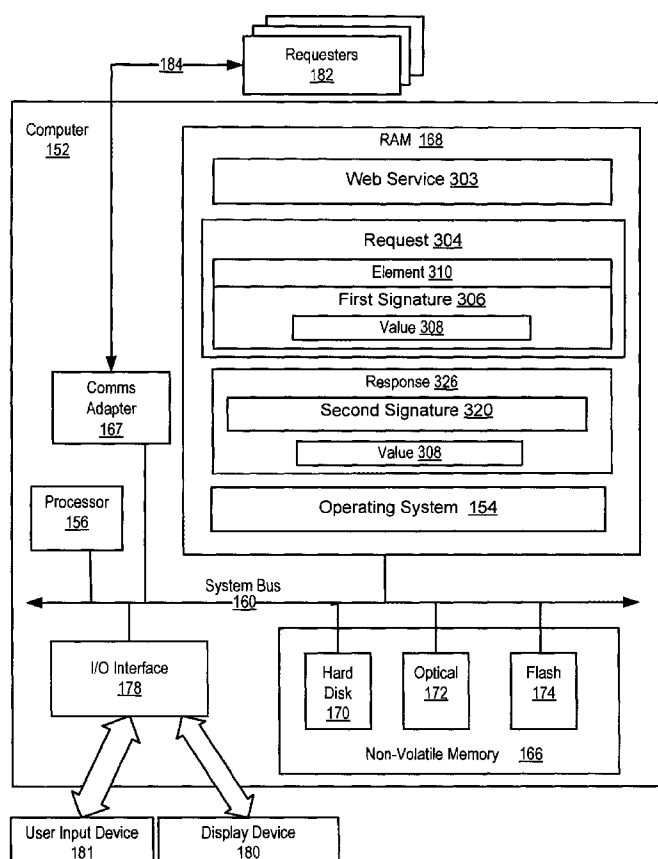 Requesters
182
184
Computer
152
RAM 168
Web Service 303
Request 304
Element 310
First Signature 306
Value 308
Response 326
Second Signature 320
Value 308
Operating System 154
Comms
Adapter
167
Processor
156
System Bus
160
I/O Interface
178
Hard
Disk
170
Optical
172
Flash
174
Non-Volatile Memory 166
User Input Device
181
Display Device
180